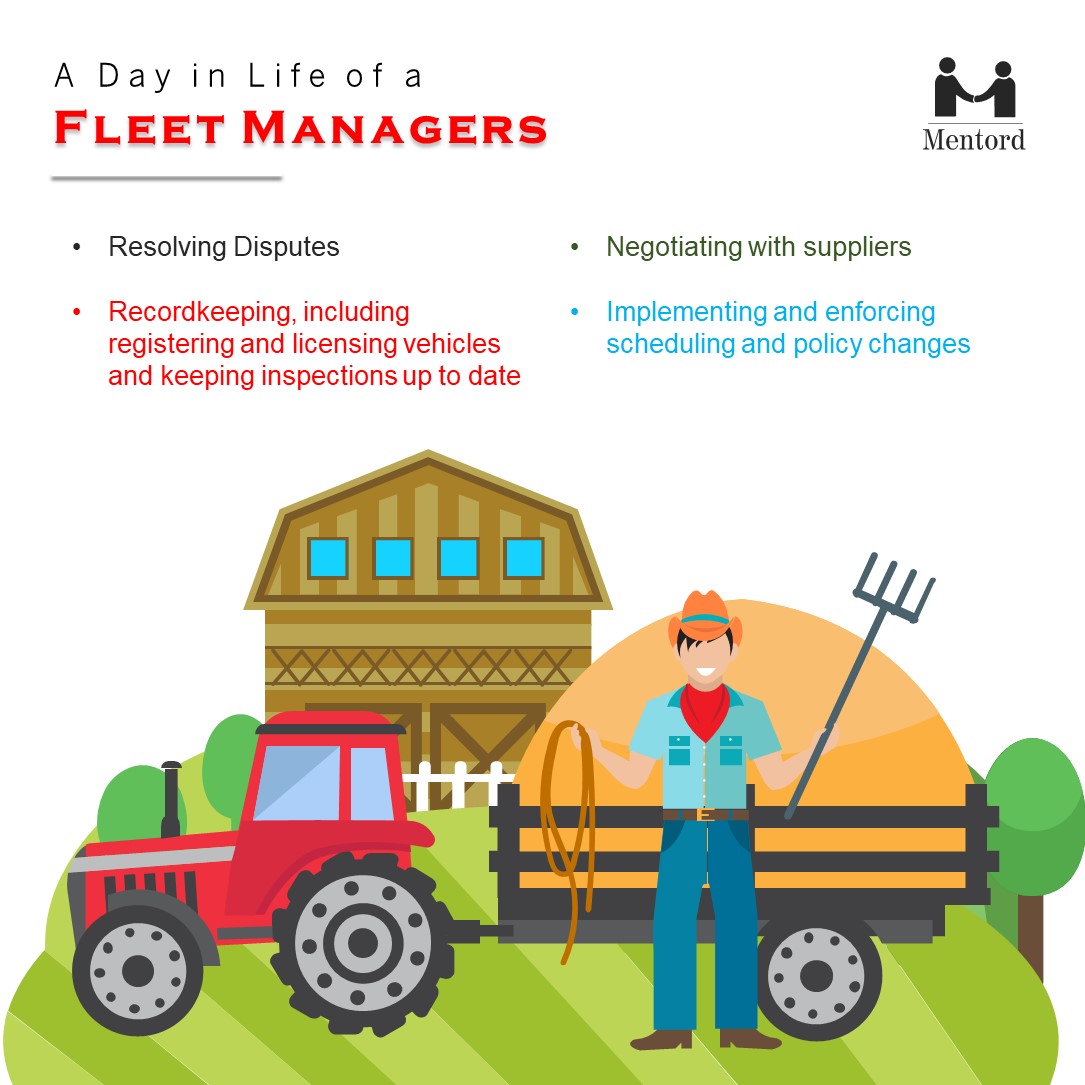 A Day in Life of a
FLEET MANAGERS
Mentord
• Resolving Disputes
• Recordkeeping, including
registering and licensing vehicles
and keeping inspections up to date
• Negotiating with suppliers
• Implementing and enforcing
scheduling and policy changes